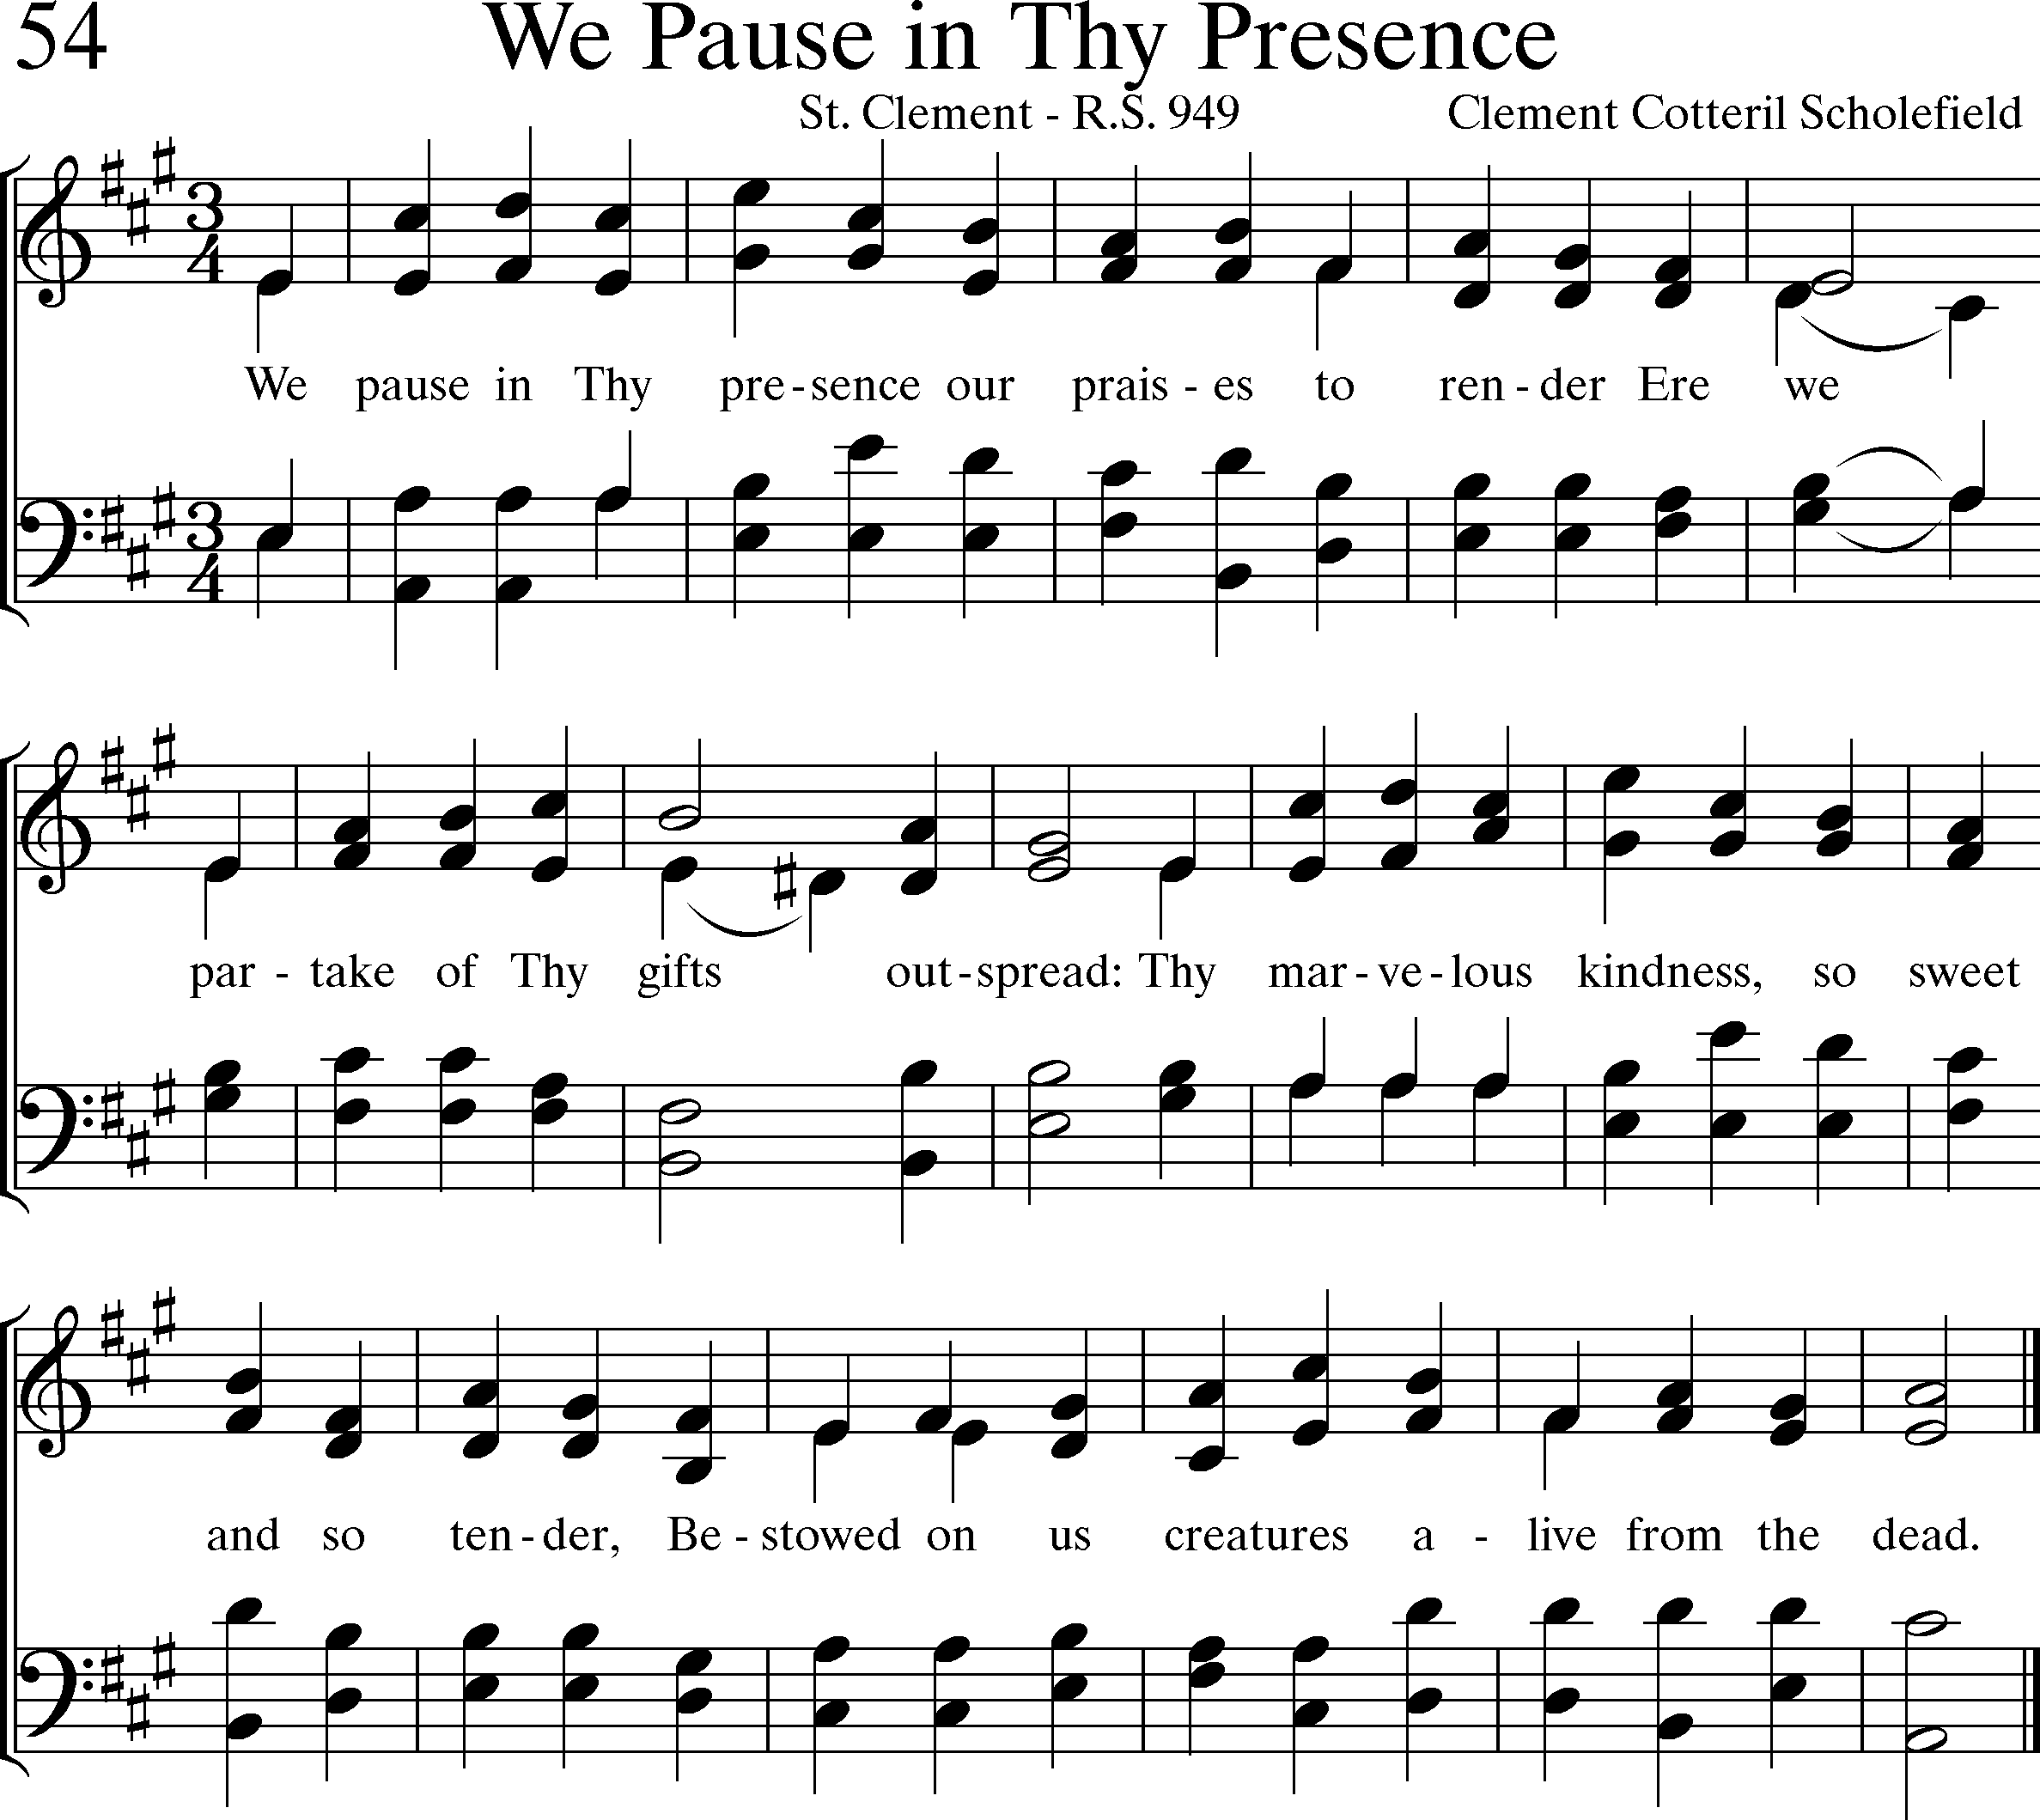 54 We Pause in Thy Presence
St. Clement - R.S. 949 Clement Cotteril Scholefield
3 4
We pause in Thy pre - sence our prais - es to ren - der Ere we
3 4
par - take of Thy gifts out - spread: Thy mar - ve - lous kindness, so sweet
and so ten - der, Be - stowed on us creatures a - live from the dead.